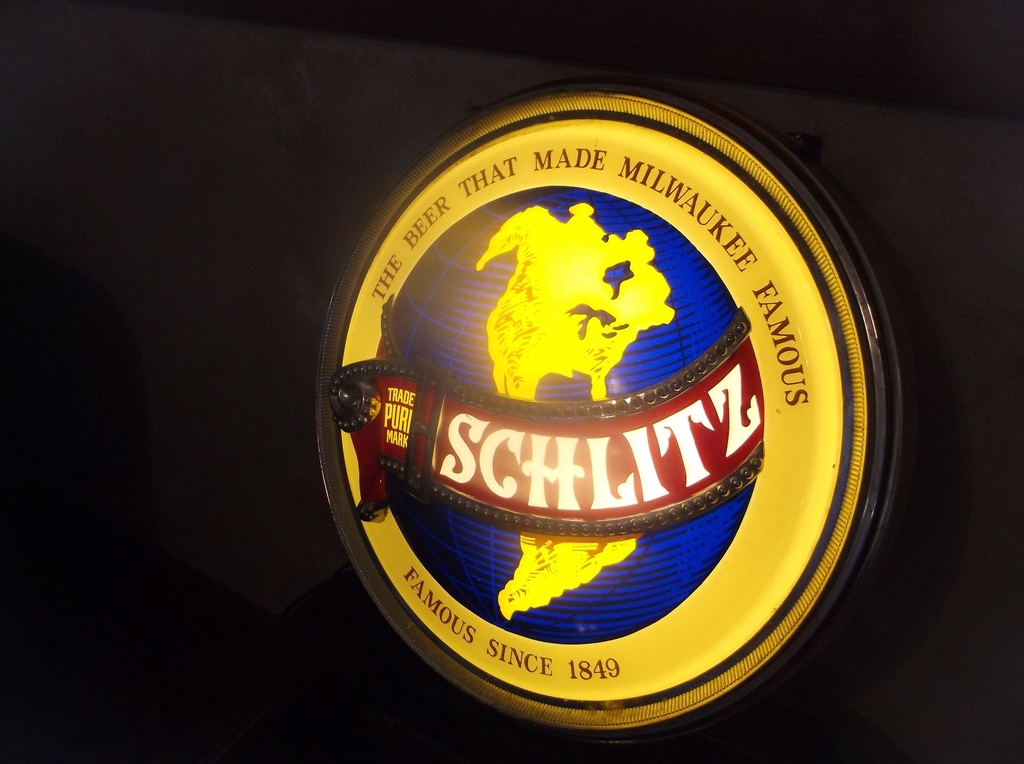 THE BEER THAT MADE MILWAUKEE FAMOUS
TRADE
MARK
SCHLITZ
FAMOUS SINCE 1849